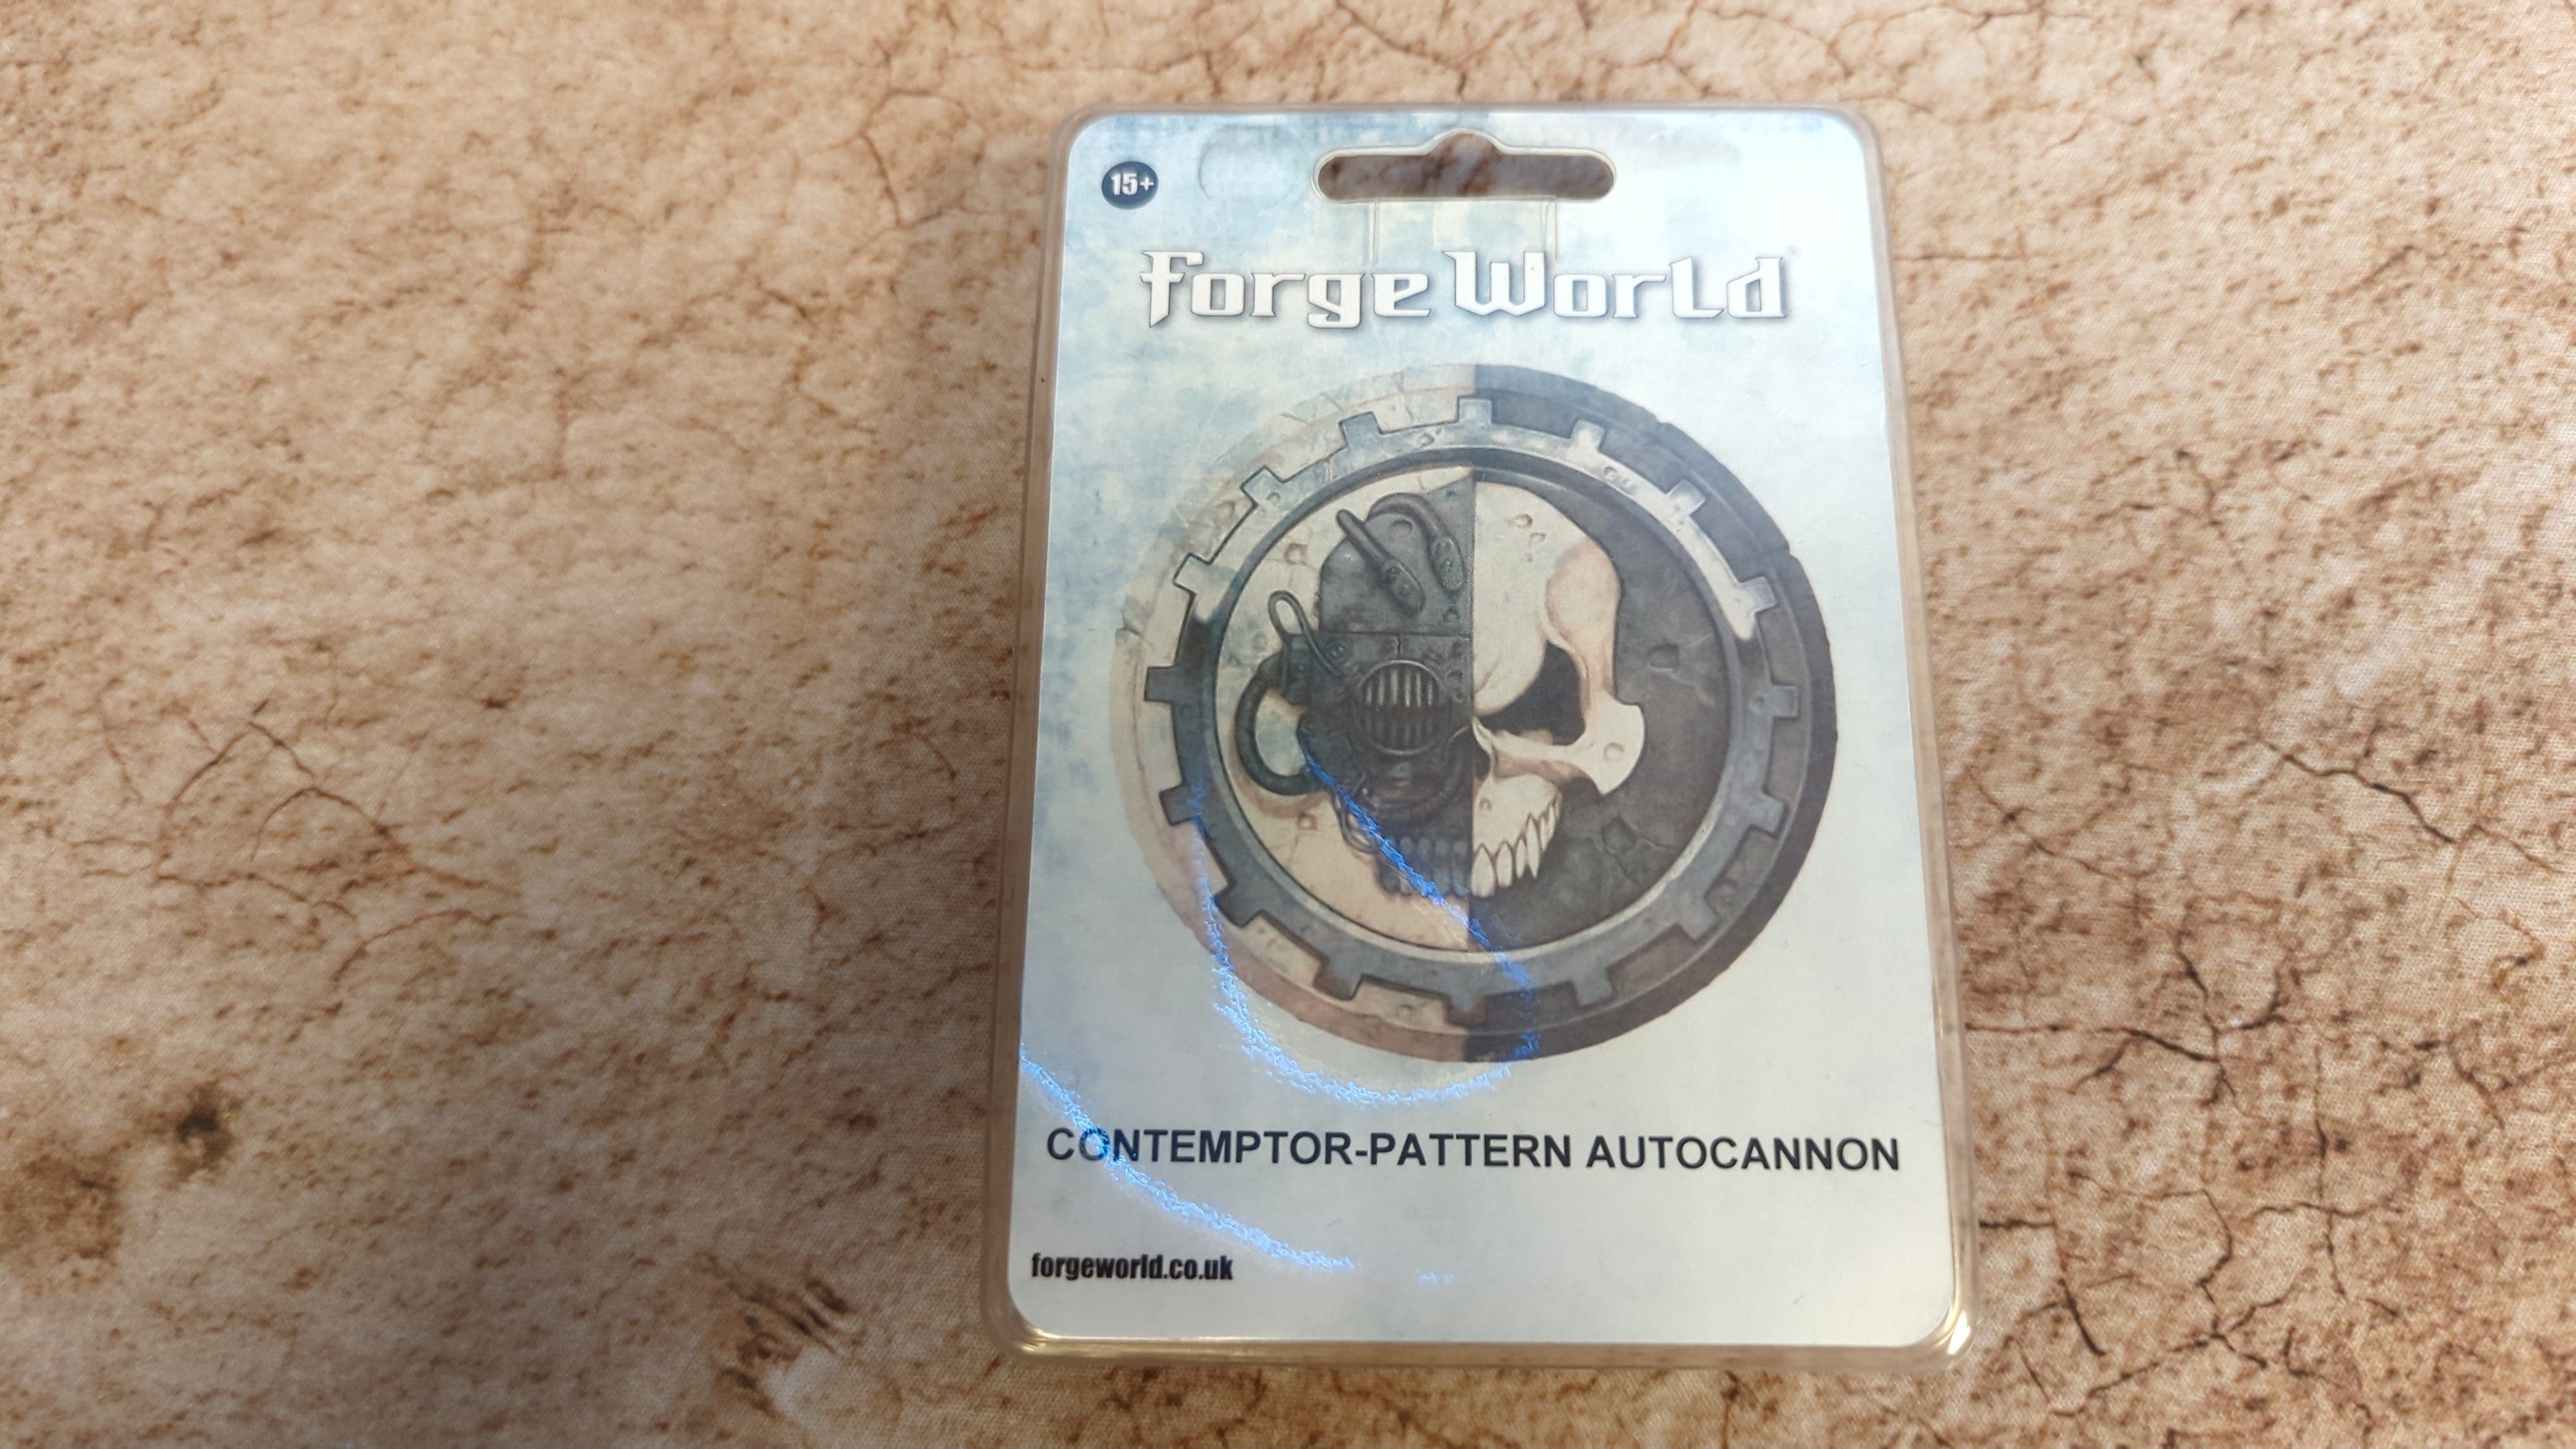 15+
Forge World
CONTEMPTOR-PATTERN AUTOCANNON
forgeworld.co.uk